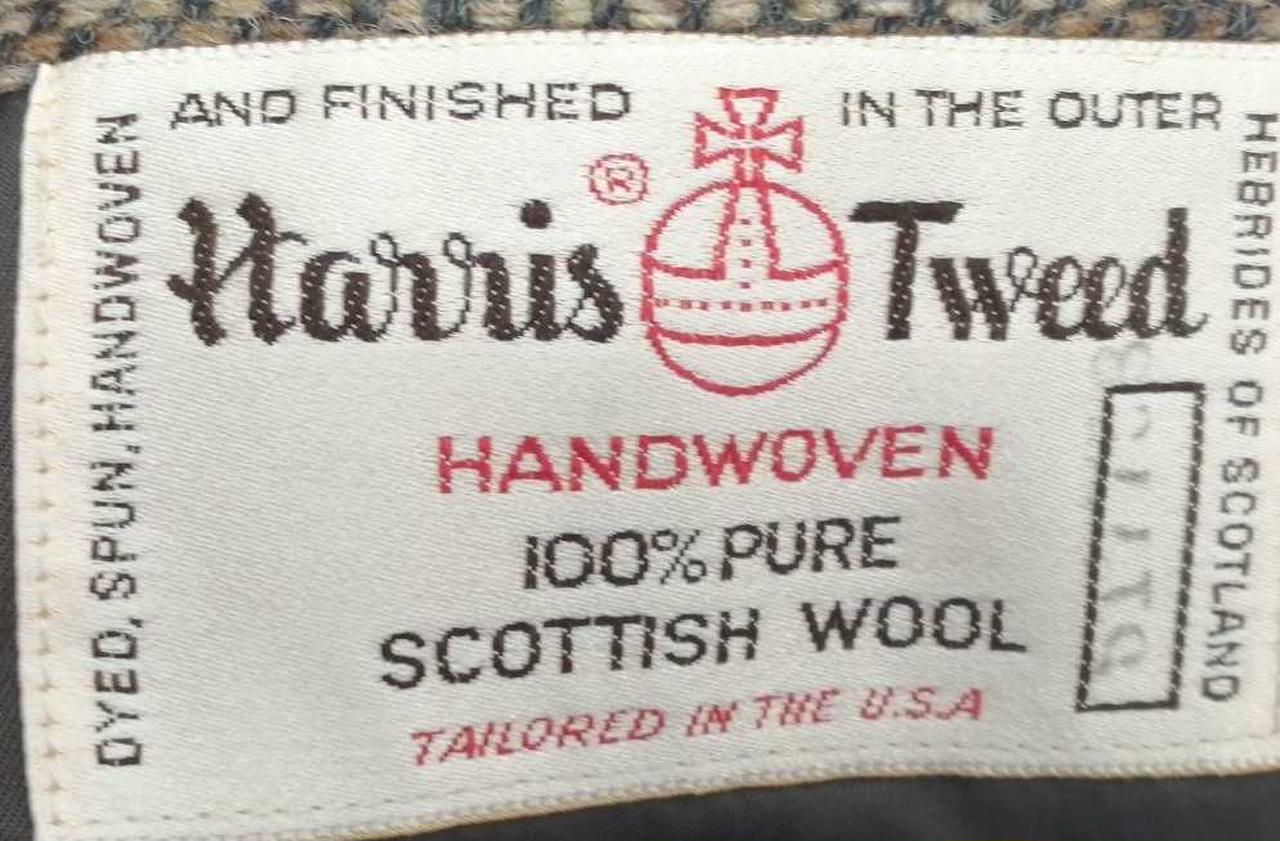 DYED, SPUN, HANDWOVEN
AND FINISHED
IN THE OUTER
HEBRIDES OF SCOTLAND
Harris ® Tweed
HANDWOVEN
100% PURE
SCOTTISH WOOL
TAILORED IN THE U.S.A